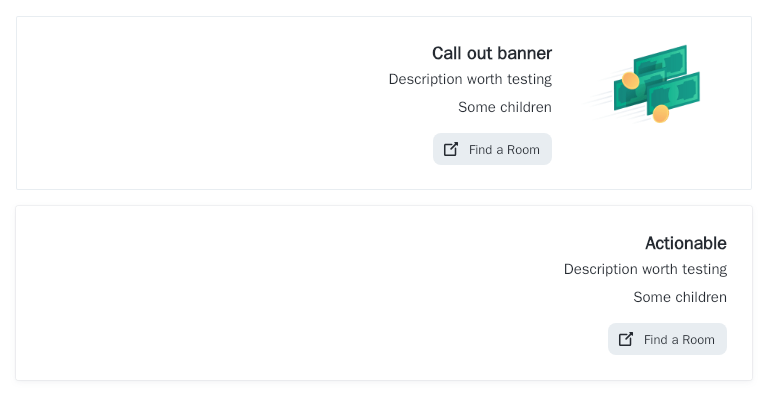 Call out banner
Description worth testing
Some children
Find a Room
Actionable
Description worth testing
Some children
Find a Room